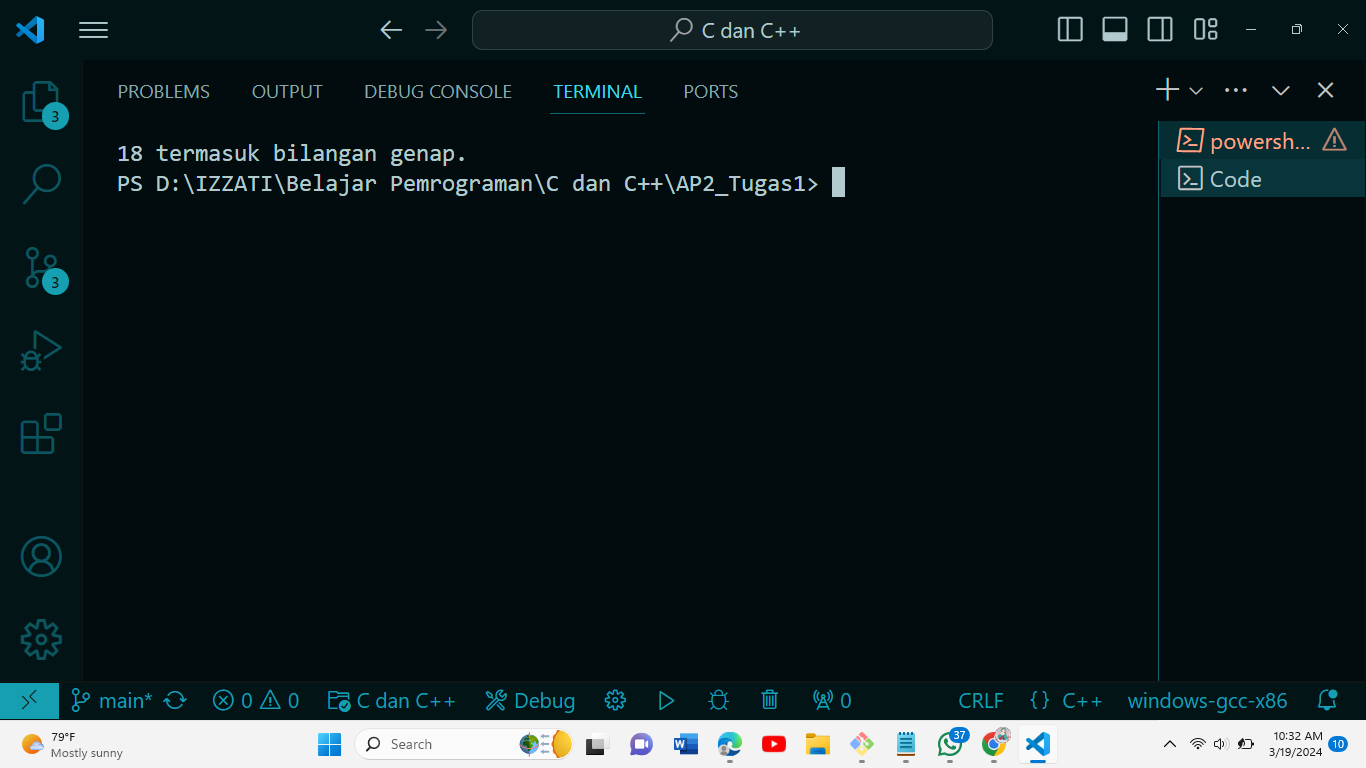 C dan C++
PROBLEMS OUTPUT DEBUG CONSOLE TERMINAL PORTS
3
18 termasuk bilangan genap.
PS D:\IZZATI\Belajar Pemrograman\C dan C++\AP2_Tugas1>
powersh...
Code
3
main* 0 0 C dan C++ Debug 0 CRLF {} C++ windows-gcc-x86
79°F
Mostly sunny
Search
37
10:32 AM
3/19/2024
10